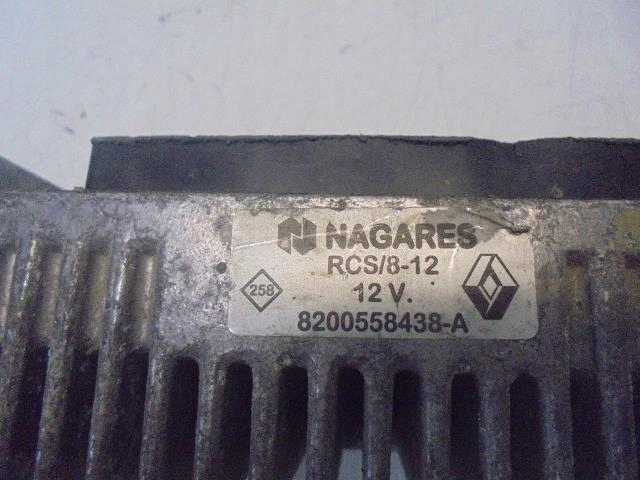 NAGARES
RCS/8-12
258
12 V.
8200558438-A